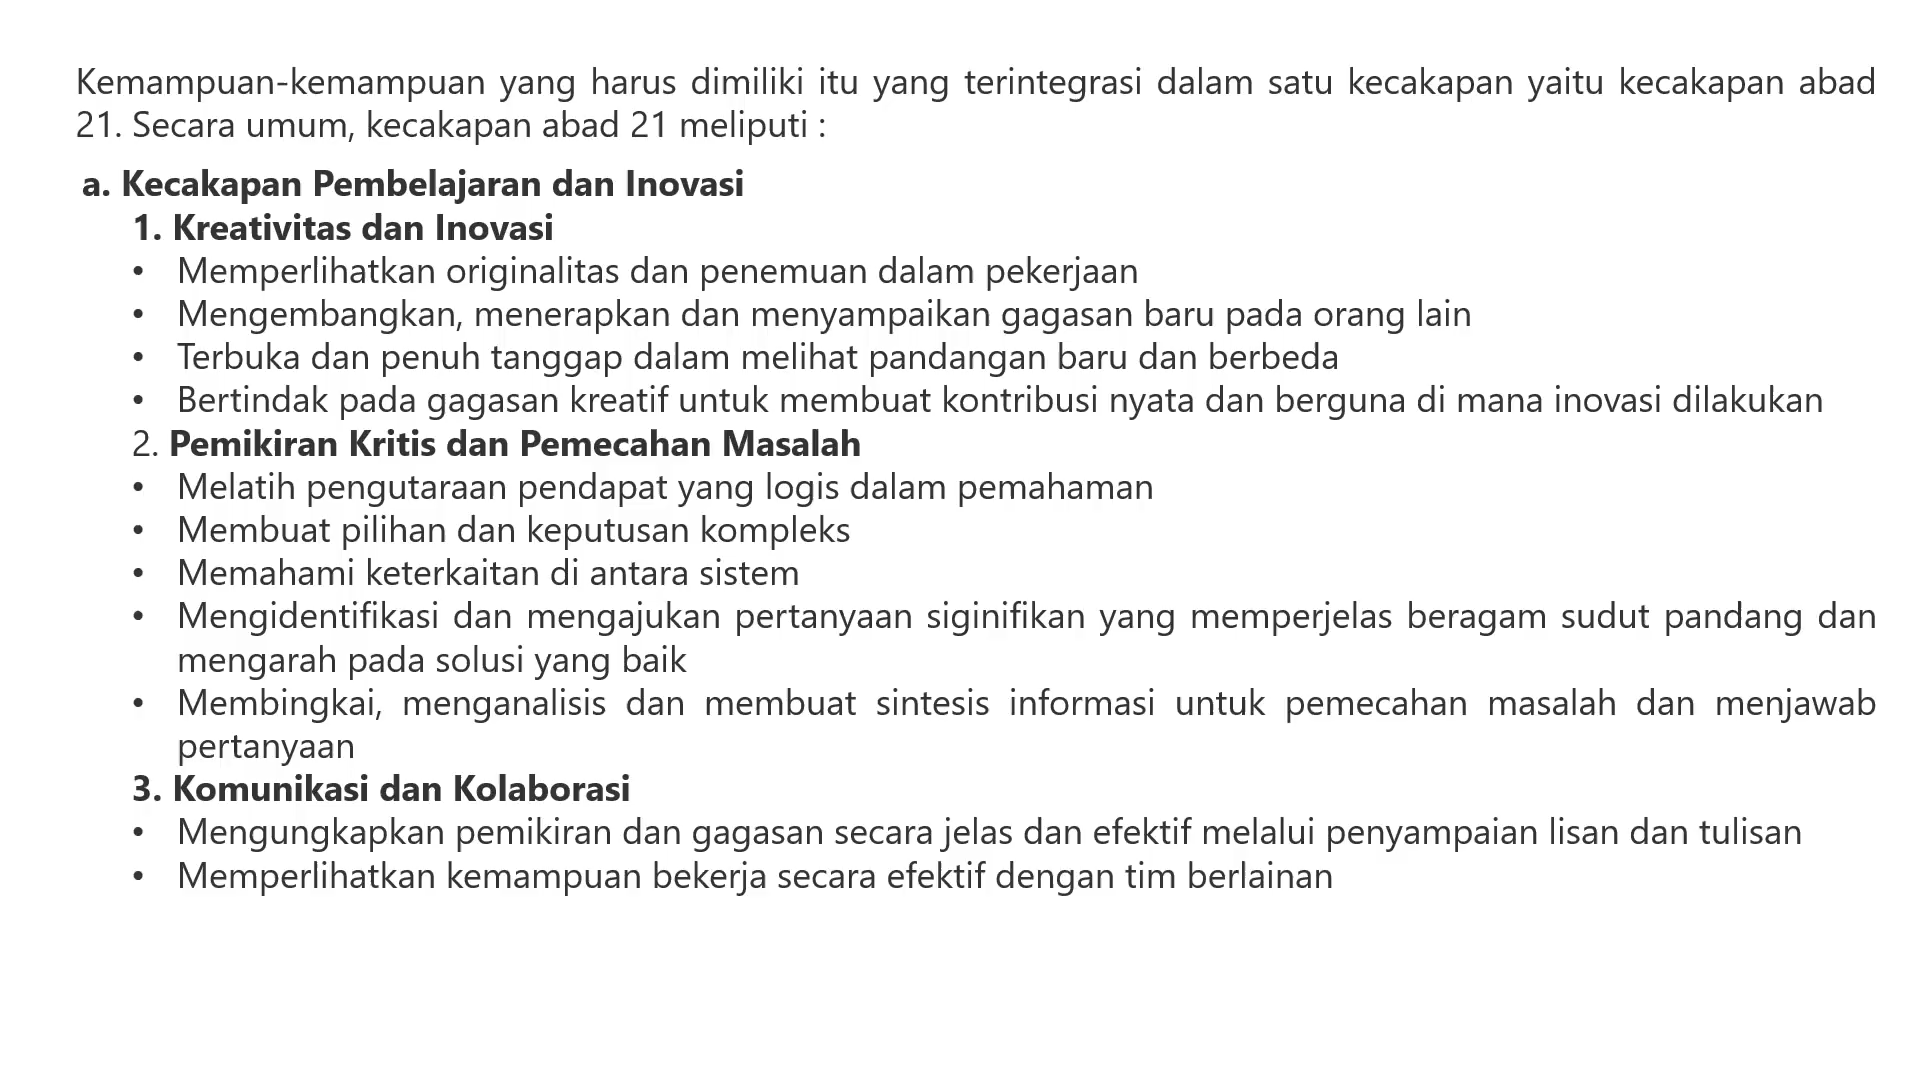 Kemampuan-kemampuan yang harus dimiliki itu yang terintegrasi dalam satu kecakapan yaitu kecakapan abad
21. Secara umum, kecakapan abad 21 meliputi :
a. Kecakapan Pembelajaran dan Inovasi
1. Kreativitas dan Inovasi
• Memperlihatkan originalitas dan penemuan dalam pekerjaan
• Mengembangkan, menerapkan dan menyampaikan gagasan baru pada orang lain
• Terbuka dan penuh tanggap dalam melihat pandangan baru dan berbeda
• Bertindak pada gagasan kreatif untuk membuat kontribusi nyata dan berguna di mana inovasi dilakukan
2. Pemikiran Kritis dan Pemecahan Masalah
• Melatih pengutaraan pendapat yang logis dalam pemahaman
• Membuat pilihan dan keputusan kompleks
• Memahami keterkaitan di antara sistem
• Mengidentifikasi dan mengajukan pertanyaan siginifikan yang memperjelas beragam sudut pandang dan
mengarah pada solusi yang baik
• Membingkai, menganalisis dan membuat sintesis informasi untuk pemecahan masalah dan menjawab
pertanyaan
3. Komunikasi dan Kolaborasi
• Mengungkapkan pemikiran dan gagasan secara jelas dan efektif melalui penyampaian lisan dan tulisan
• Memperlihatkan kemampuan bekerja secara efektif dengan tim berlainan